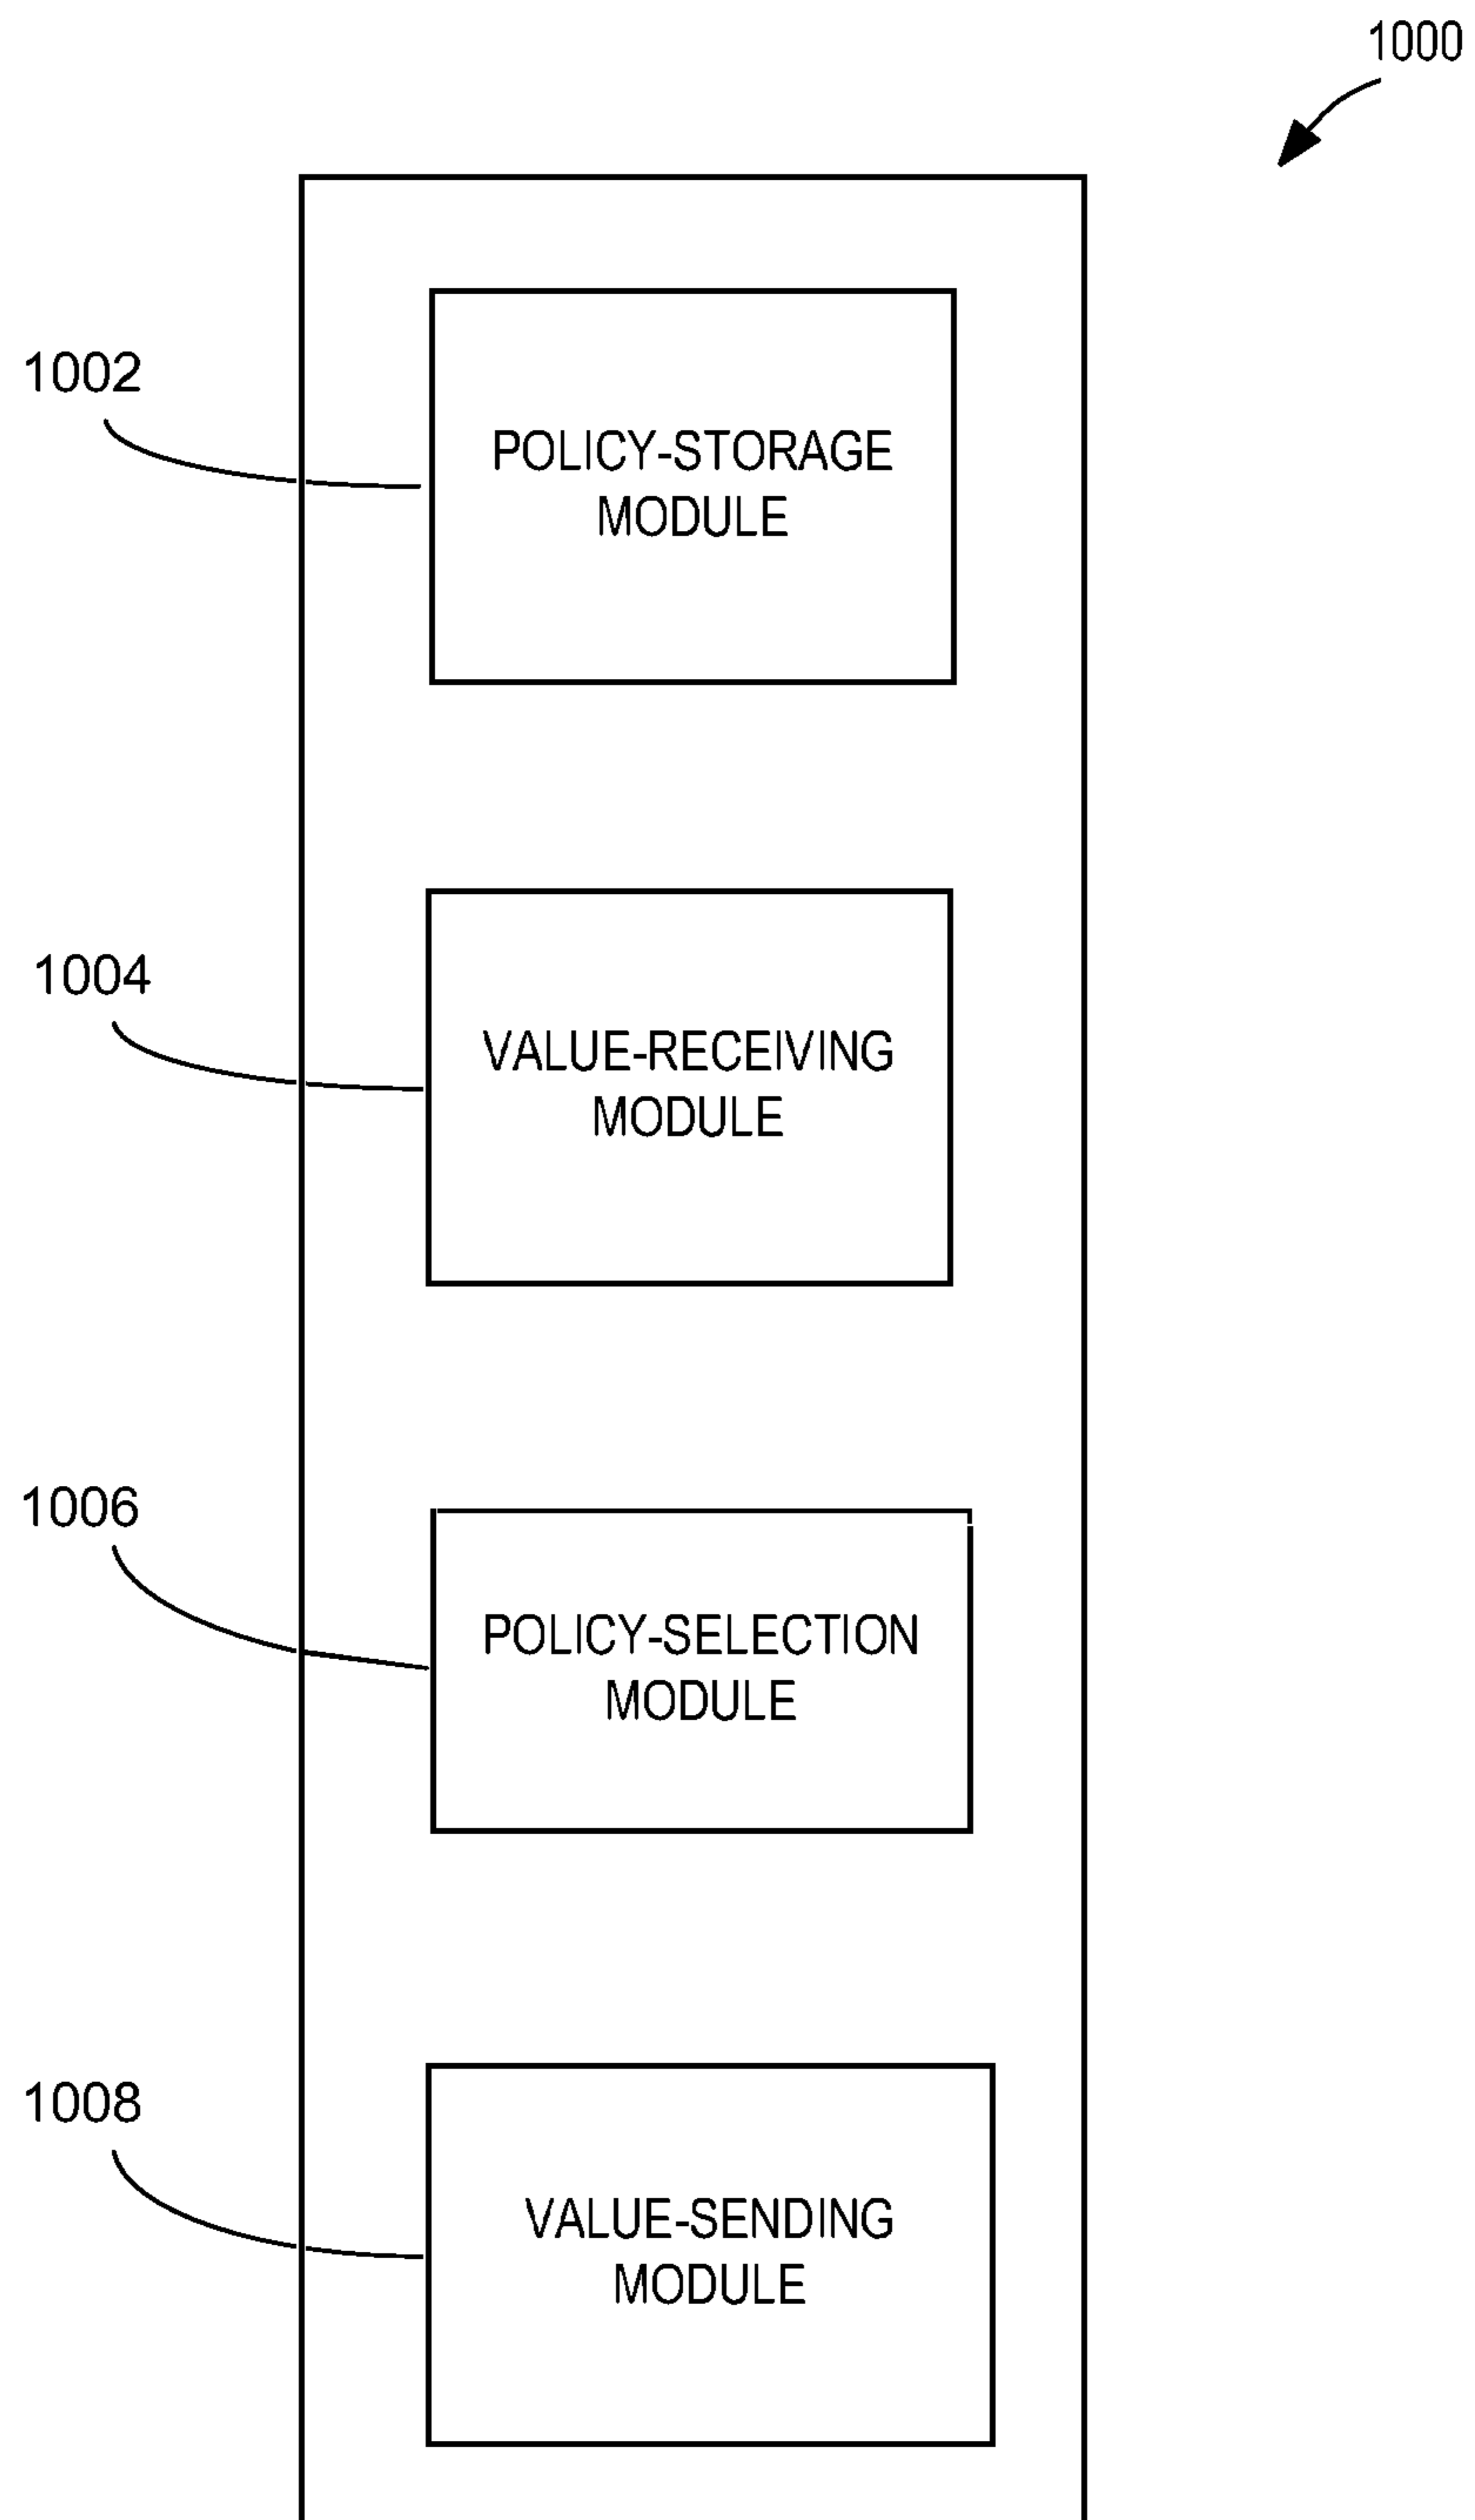 1000
1002
POLICY-STORAGE
MODULE
1004
VALUE-RECEIVING
MODULE
1006
POLICY-SELECTION
MODULE
1008
VALUE-SENDING
MODULE